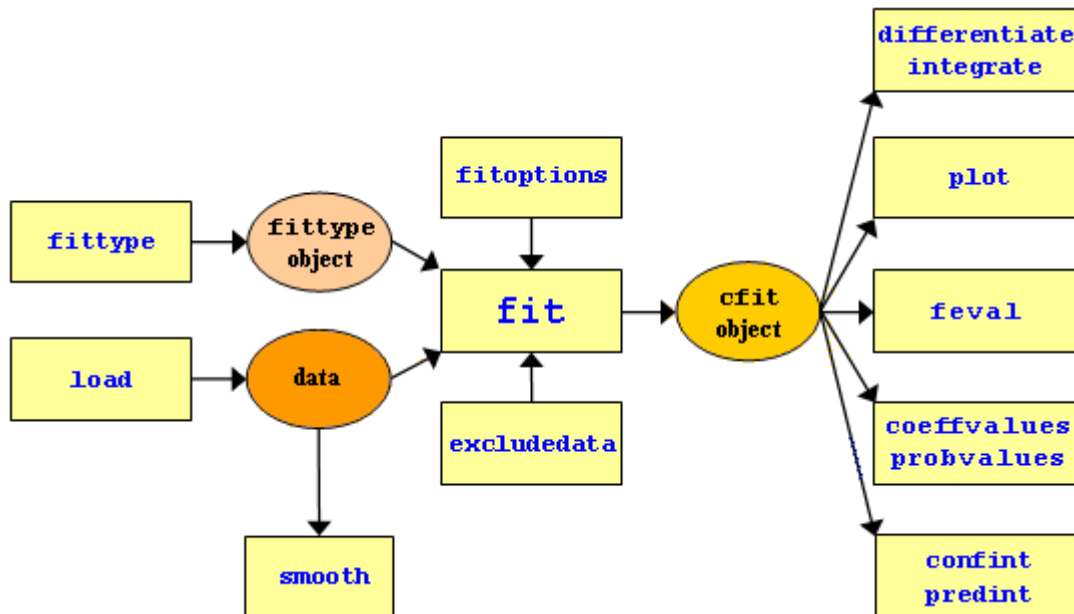 differentiate
integrate
fitoptions
plot
fittype
fittype
object
fit
cfit
object
feval
load
data
excludedata
coeffvalues
probvalues
smooth
confint
predint